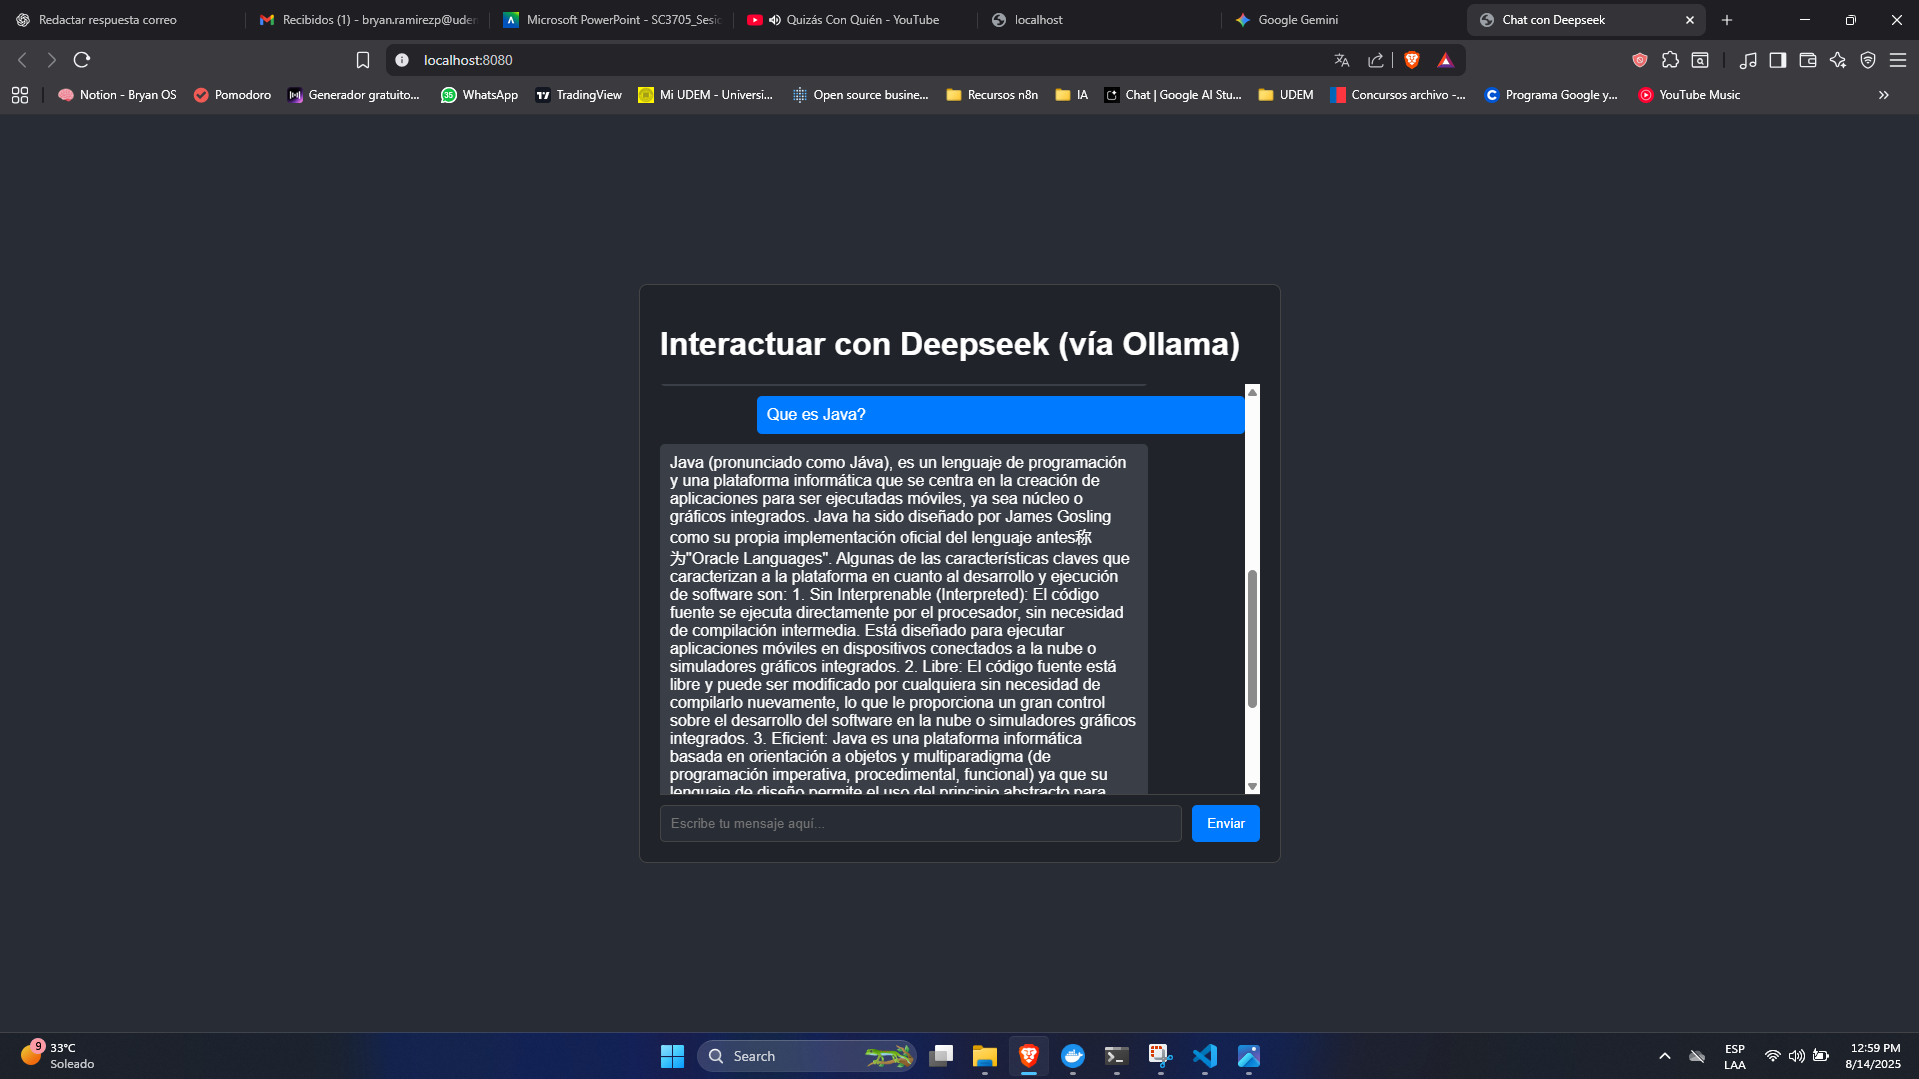 Redactar respuesta correo
Recibidos (1) - bryan.ramirezp@uder
Microsoft PowerPoint - SC3705_Sesic
Quizás Con Quién - YouTube
localhost
Google Gemini
Chat con Deepseek
localhost:8080
Notion - Bryan OS
Pomodoro
Generador gratuito...
WhatsApp
TradingView
Mi UDEM - Universi...
Open source busine...
Recursos n8n
IA
Chat | Google AI Stu...
UDEM
Concursos archivo -...
Programa Google y...
YouTube Music
Interactuar con Deepseek (vía Ollama)
Que es Java?
Java (pronunciado como Jáva), es un lenguaje de programación
y una plataforma informática que se centra en la creación de
aplicaciones para ser ejecutadas móviles, ya sea núcleo o
gráficos integrados. Java ha sido diseñado por James Gosling
como su propia implementación oficial del lenguaje antes称
为"Oracle Languages". Algunas de las características claves que
caracterizan a la plataforma en cuanto al desarrollo y ejecución
de software son: 1. Sin Interprenable (Interpreted): El código
fuente se ejecuta directamente por el procesador, sin necesidad
de compilación intermedia. Está diseñado para ejecutar
aplicaciones móviles en dispositivos conectados a la nube o
simuladores gráficos integrados. 2. Libre: El código fuente está
libre y puede ser modificado por cualquiera sin necesidad de
compilarlo nuevamente, lo que le proporciona un gran control
sobre el desarrollo del software en la nube o simuladores gráficos
integrados. 3. Eficient: Java es una plataforma informática
basada en orientación a objetos y multiparadigma (de
programación imperativa, procedimental, funcional) ya que su
lenguaje de diseño permite el uso del principio abstracto para
Escribe tu mensaje aquí...
Enviar
9
33°C
Soleado
Search
ESP
LAA
12:59 PM
8/14/2025